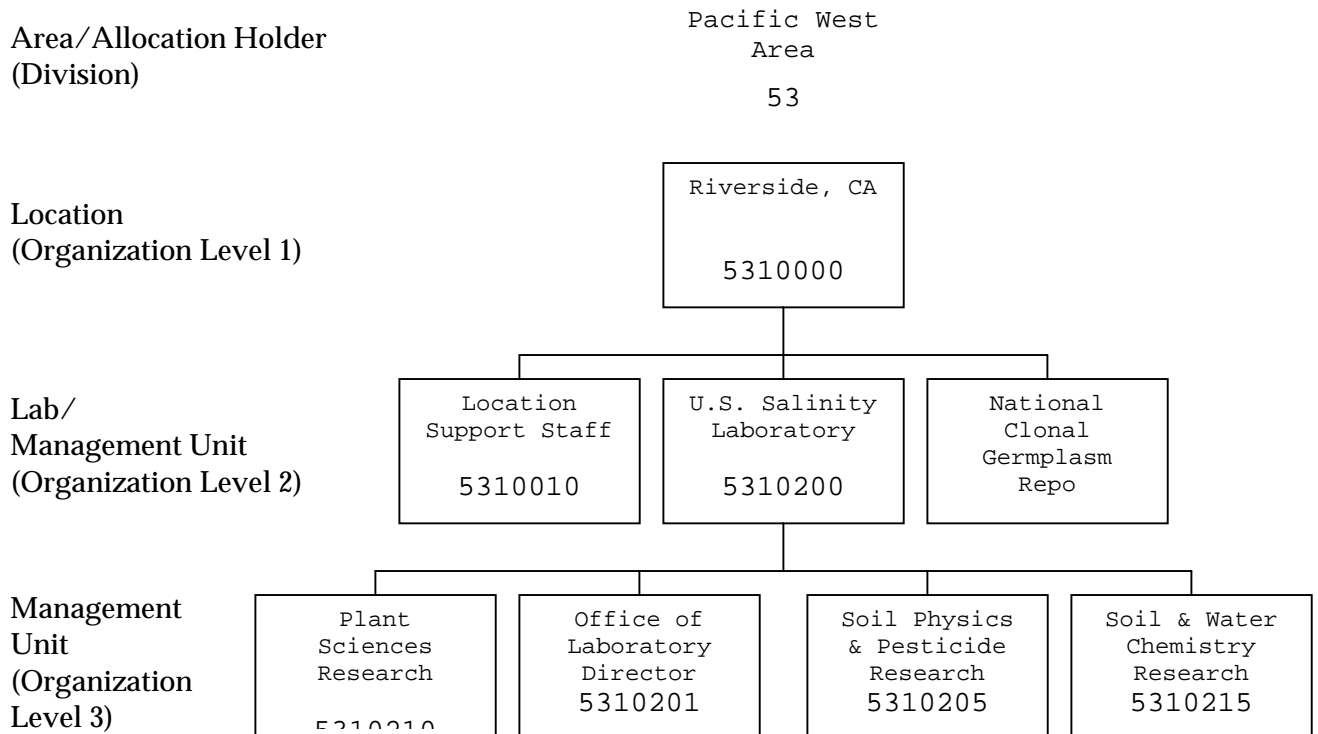 Area/Allocation Holder
(Division)
Pacific West
Area
53
Location
(Organization Level 1)
Riverside, CA
5310000
Lab/
Management Unit
(Organization Level 2)
Location
Support Staff
5310010
U.S. Salinity
Laboratory
5310200
National
Clonal
Germplasm
Repo
Management
Unit
(Organization
Level 3)
Plant
Sciences
Research
5310210
Office of
Laboratory
Director
5310201
Soil Physics
& Pesticide
Research
5310205
Soil & Water
Chemistry
Research
5310215